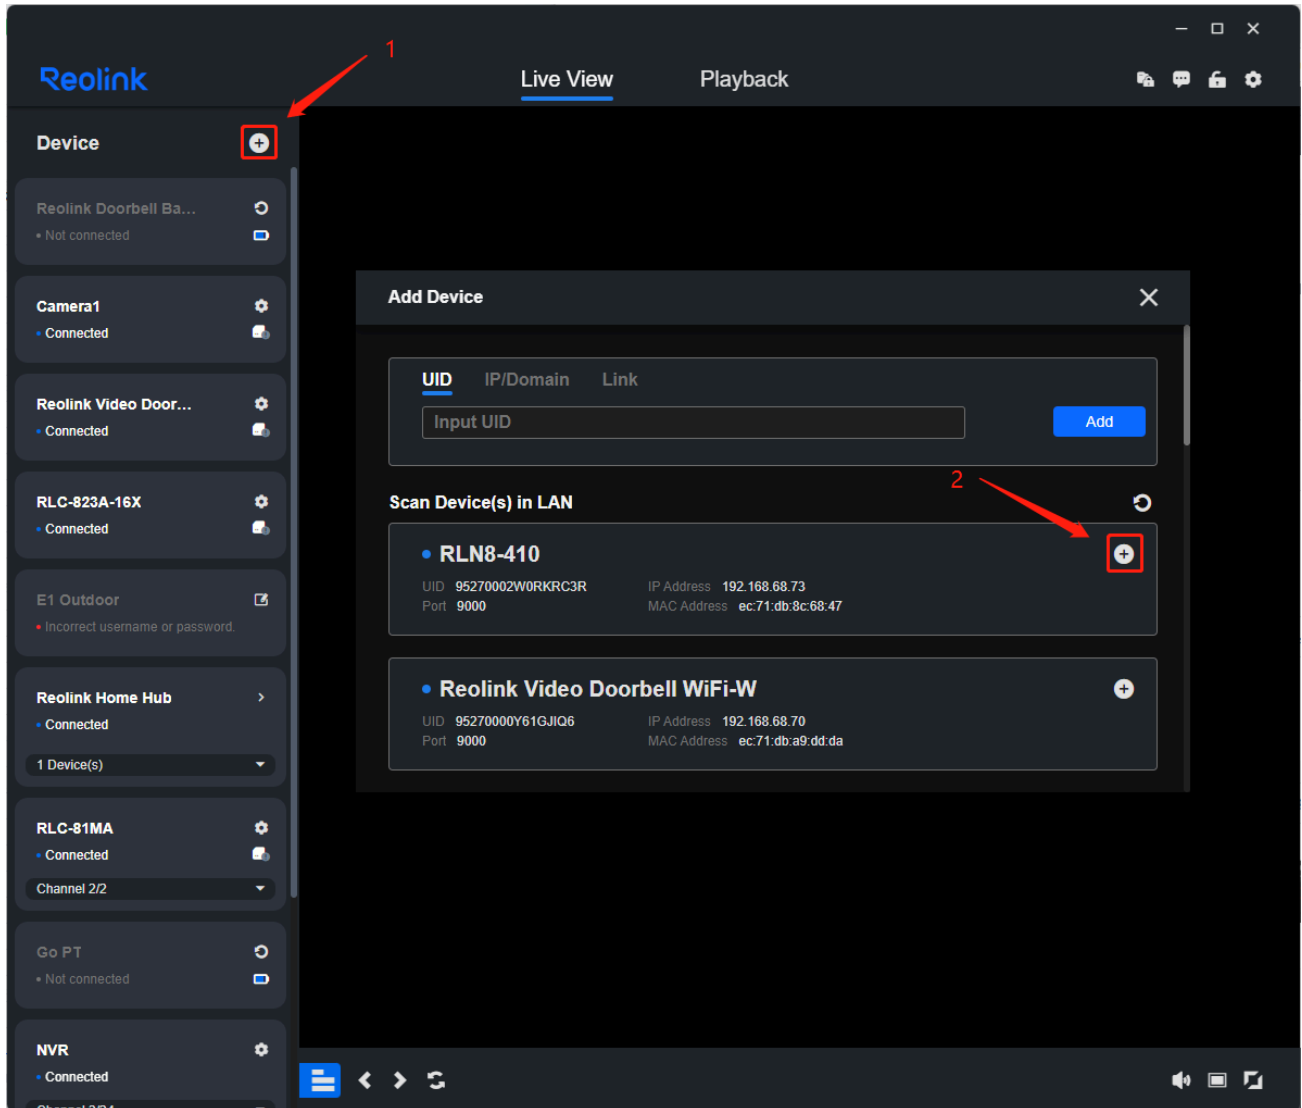 1
Reolink
Live View
Playback
Device
Reolink Doorbell Ba...
Not connected
Camera1
Connected
Reolink Video Door...
Connected
RLC-823A-16X
Connected
E1 Outdoor
Incorrect username or password.
Reolink Home Hub
Connected
1 Device(s)
RLC-81MA
Connected
Channel 2/2
Go PT
Not connected
NVR
Connected
Add Device
UID IP/Domain Link
Input UID
Add
2
Scan Device(s) in LAN
RLN8-410
UID 95270002W0RKRC3R IP Address 192.168.68.73
Port 9000 MAC Address ec:71:db:8c:68:47
Reolink Video Doorbell WiFi-W
UID 95270000Y61GJIQ6 IP Address 192.168.68.70
Port 9000 MAC Address ec:71:db:a9:dd:da